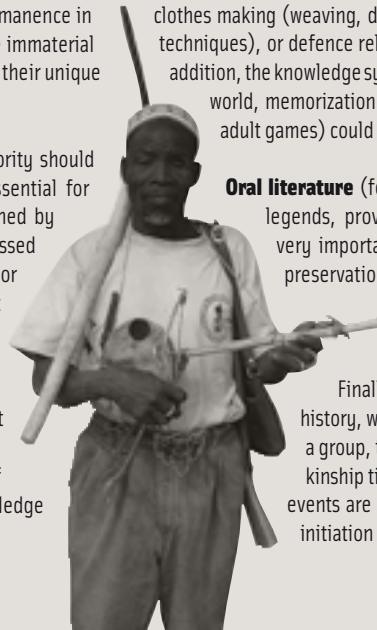 manence in
immaterial
their unique
ority should
ssential for
ned by
ssed
or
t
ledge
clothes making (weaving, d
techniques), or defence rel
addition, the knowledge sy
world, memorization
adult games) could
Oral literature (fo
legends, prov
very importa
preservatio
Final
history, w
a group, t
kinship ti
events are
initiation